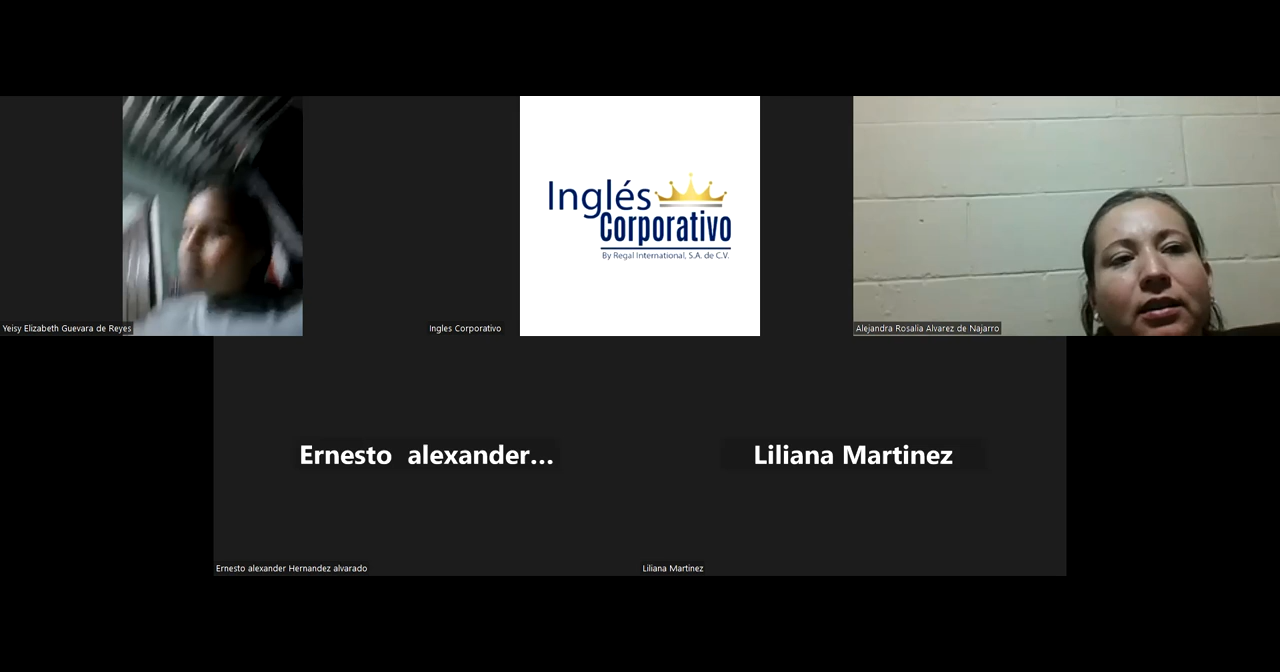 Inglés
Corporativo
By Regal International, S.A. de C.V.
Yeisy Elizabeth Guevara de Reyes
Ingles Corporativo
Alejandra Rosalia Alvarez de Najarro
Ernesto  alexander...
Liliana Martinez
Ernesto alexander Hernandez alvarado
Liliana Martinez